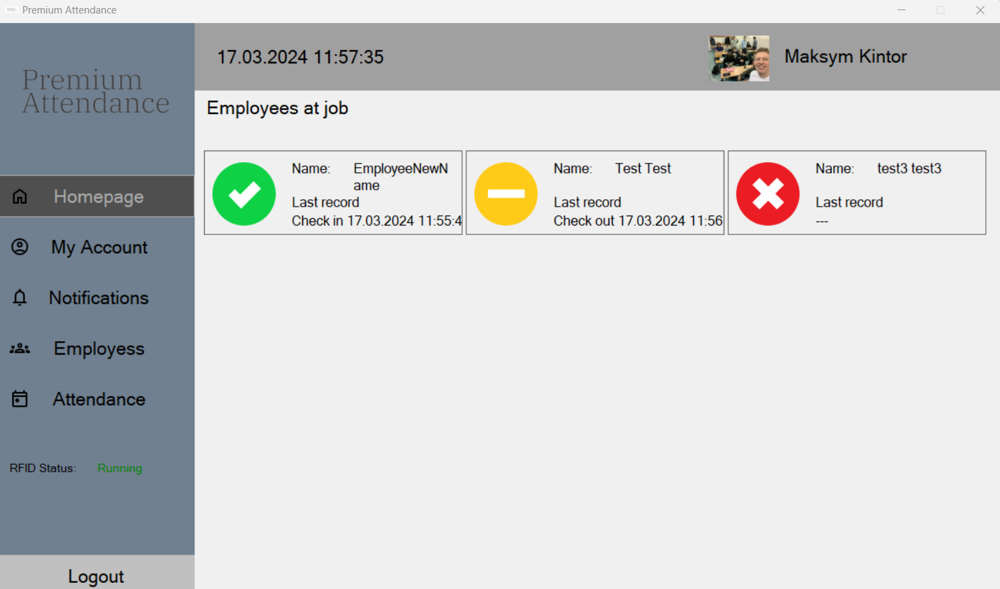 Premium Attendance
Premium
Attendance
17.03.2024 11:57:35
Maksym Kintor
Employees at job
Homepage
My Account
Notifications
Employess
Attendance
RFID Status: Running
Logout
Name: EmployeeNewN
ame
Last record
Check in 17.03.2024 11:55:4
Name: Test Test
Last record
Check out 17.03.2024 11:56
Name: test3 test3
Last record
---